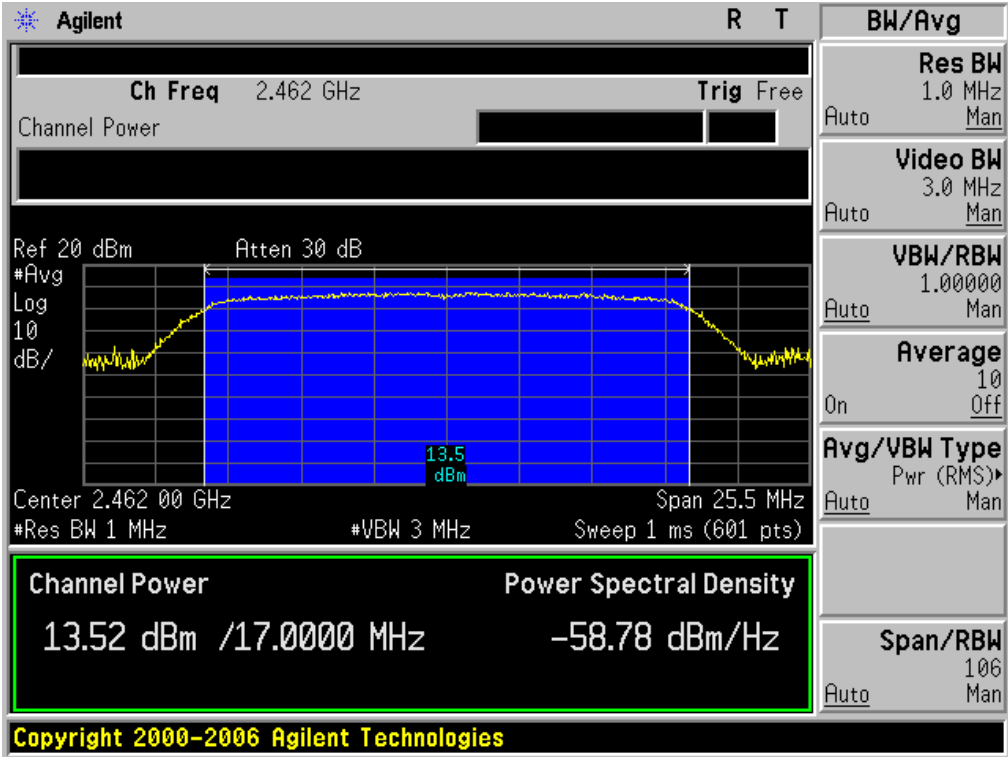 Agilent R T
Ch Freq 2.462 GHz Trig Free
Channel Power
Ref 20 dBm Atten 30 dB
#Avg
Log
10
dB/
13.5
dBm
Center 2.462 00 GHz Span 25.5 MHz
#Res BW 1 MHz #VBW 3 MHz Sweep 1 ms (601 pts)
Channel Power Power Spectral Density
13.52 dBm /17.0000 MHz -58.78 dBm/Hz
BW/Avg
Res BW
1.0 MHz
Auto Man
Video BW
3.0 MHz
Auto Man
VBW/RBW
1.00000
Auto Man
Average
10
On Off
Avg/VBW Type
Pwr (RMS)▸
Auto Man
Span/RBW
106
Auto Man
Copyright 2000-2006 Agilent Technologies